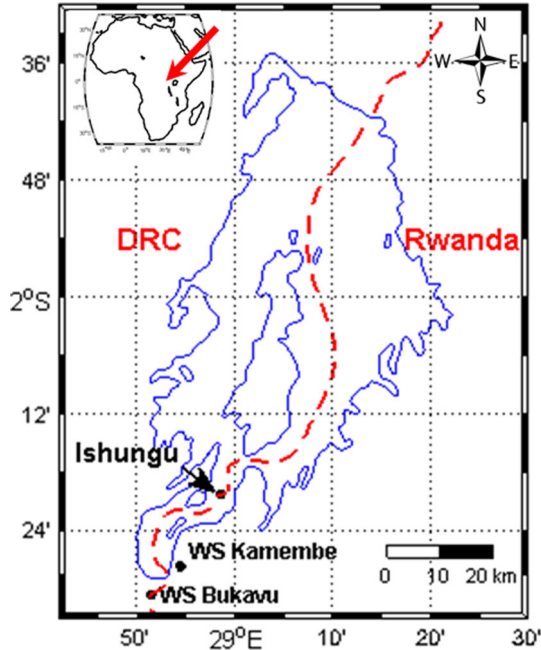 N
W E
S
36'
48'
DRC
Rwanda
2°S
12'
Ishungu
24'
WS Kamembe
WS Bukavu
0 10 20 km
50' 29°E 10' 20' 30'